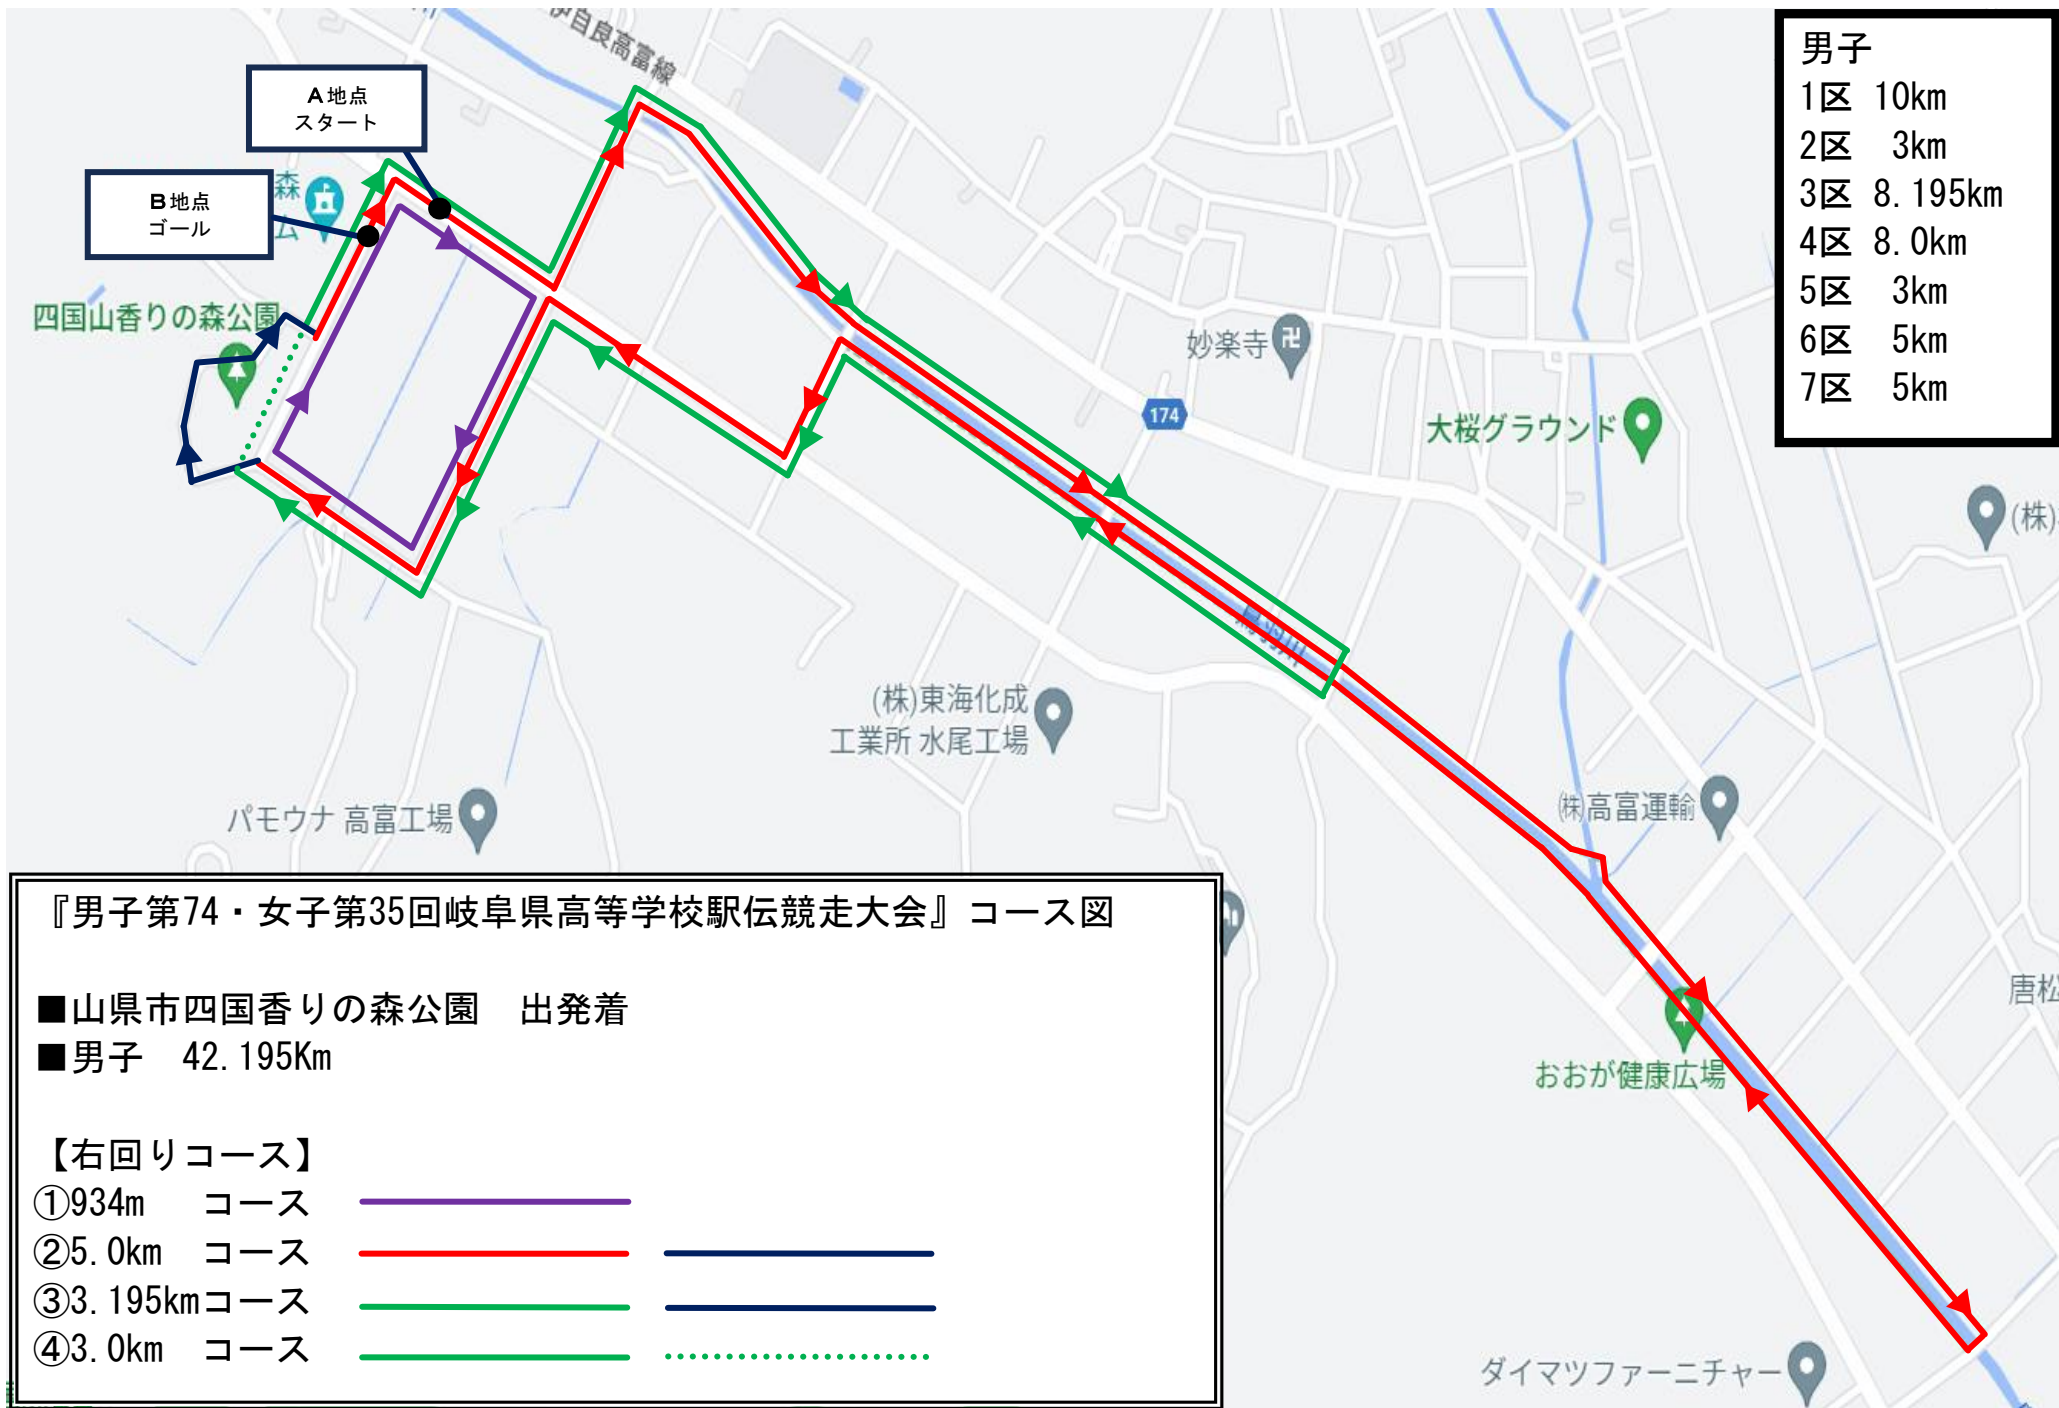 伊自良高富線
A地点
スタート
B地点
ゴール
森
ム
四国山香りの森公園
男子
1区 10km
2区 3km
3区 8.195km
4区 8.0km
5区 3km
6区 5km
7区 5km
妙楽寺
174
大桜グラウンド
(株)
鳥羽川
(株)東海化成
工業所 水尾工場
パモウナ 高富工場
㈱高富運輸
唐松
おおが健康広場
ダイマツファーニチャー
『男子第74・女子第35回岐阜県高等学校駅伝競走大会』コース図
■山県市四国香りの森公園 出発着
■男子 42.195Km
【右回りコース】
①934m コース
②5.0km コース
③3.195kmコース
④3.0km コース